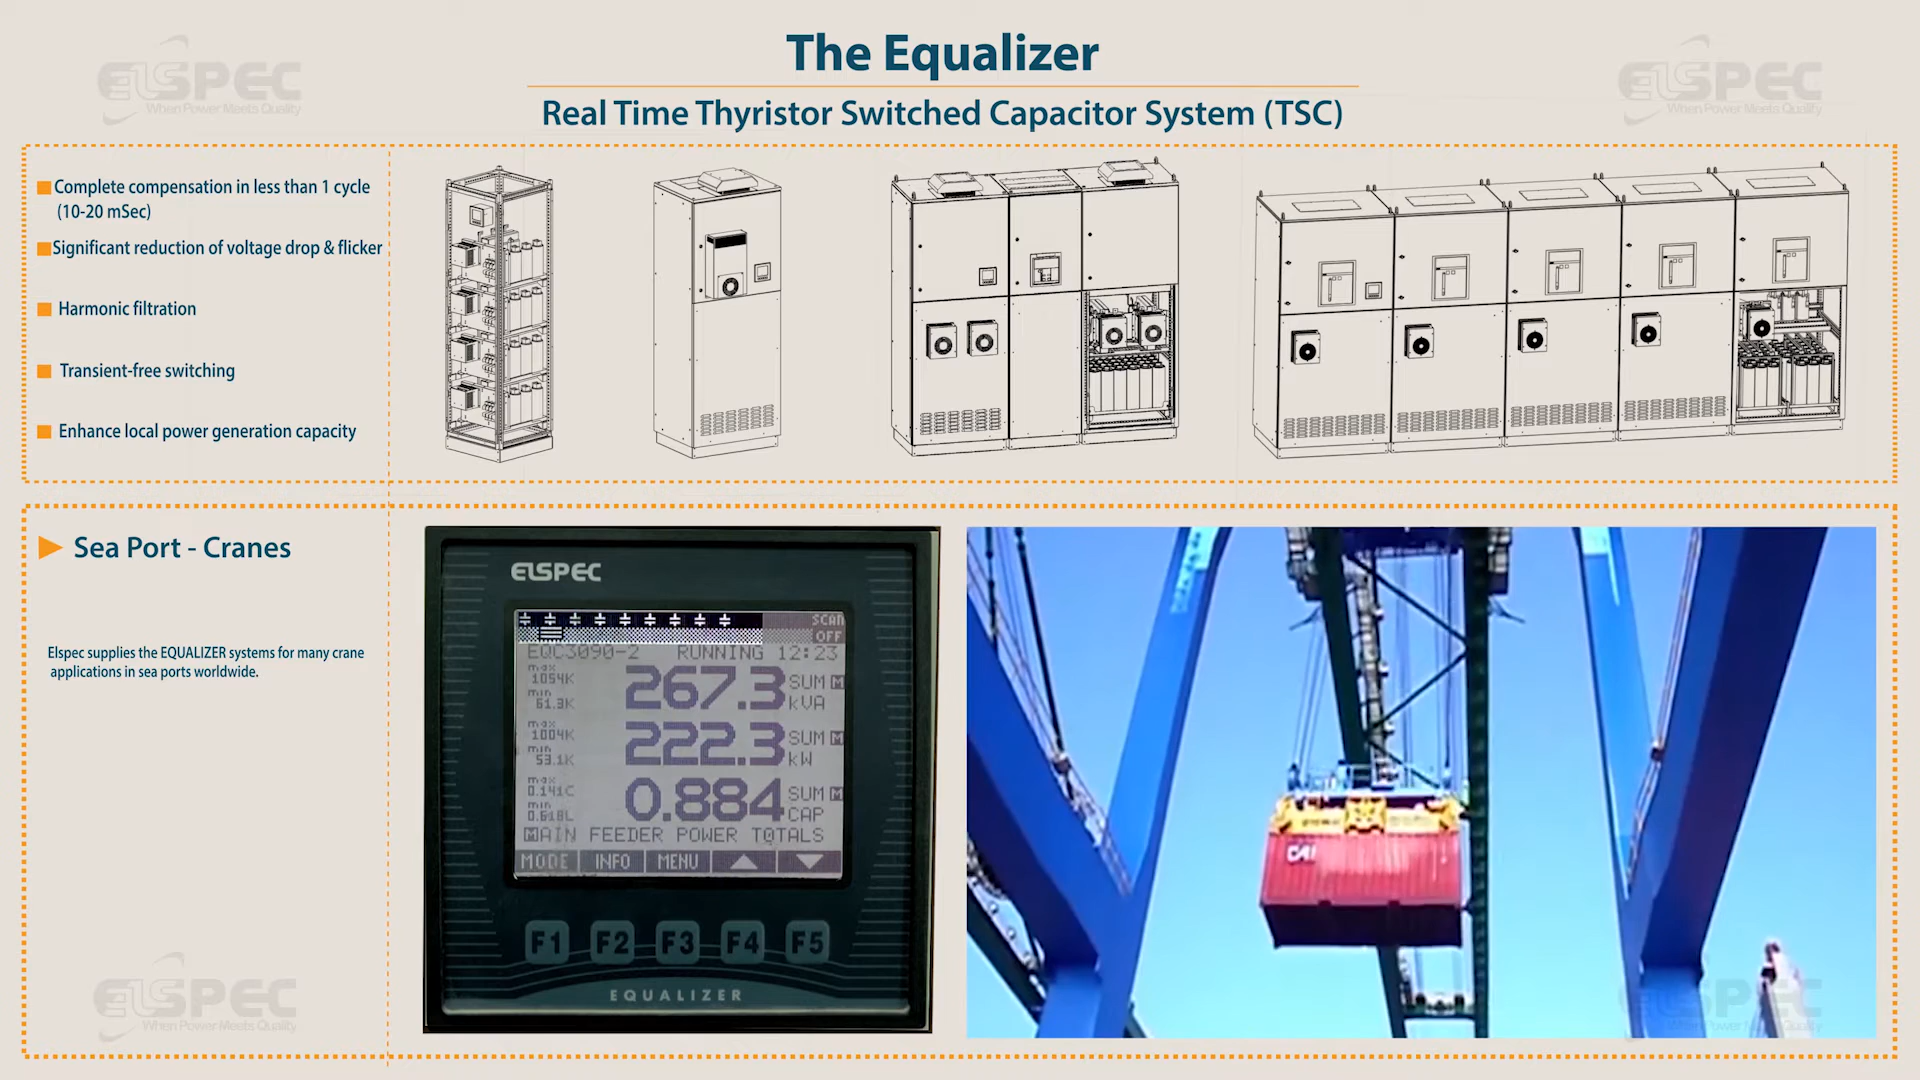 ELSPEC
When Power Meets Quality
The Equalizer
Real Time Thyristor Switched Capacitor System (TSC)
ELSPEC
When Power Meets Quality
Complete compensation in less than 1 cycle
(10-20 mSec)
Significant reduction of voltage drop & flicker
Harmonic filtration
Transient-free switching
Enhance local power generation capacity
Sea Port - Cranes
Elspec supplies the EQUALIZER systems for many crane
applications in sea ports worldwide.
ELSPEC
SCAN
OFF
EQC3090-2 RUNNING 12:23
max
1054K
min
61.3K
267.3 SUM M
kVA
max
1004K
min
53.1K
222.3 SUM M
kW
max
0.141C
min
0.618L
0.884 SUM M
CAP
MAIN FEEDER POWER TOTALS
MODE INFO MENU
F1 F2 F3 F4 F5
EQUALIZER
CAI
ELSPEC
When Power Meets Quality
ELSPEC
When Power Meets Quality